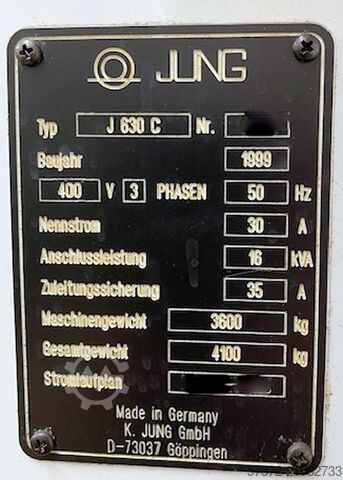 JUNG
Typ J 630 C Nr.
Baujahr 1999
400 V 3 PHASEN 50 Hz
Nennstrom 30 A
Anschlussleistung 16 kVA
Zuleitungssicherung 35 A
Maschinengewicht 3600 kg
Gesamtgewicht 4100 kg
Stromlaufplan
Made in Germany
K. JUNG GmbH
D-73037 Göppingen